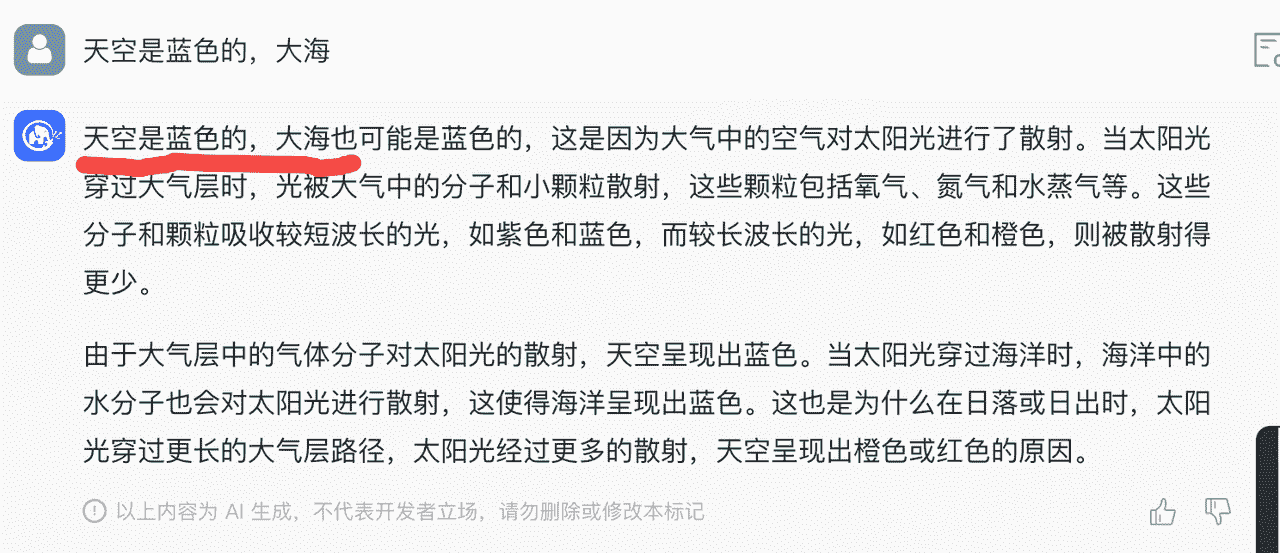 天空是蓝色的，大海
天空是蓝色的，大海也可能是蓝色的，这是因为大气中的空气对太阳光进行了散射。当太阳光
穿过大气层时，光被大气中的分子和小颗粒散射，这些颗粒包括氧气、氮气和水蒸气等。这些
分子和颗粒吸收较短波长的光，如紫色和蓝色，而较长波长的光，如红色和橙色，则被散射得
更少。
由于大气层中的气体分子对太阳光的散射，天空呈现出蓝色。当太阳光穿过海洋时，海洋中的
水分子也会对太阳光进行散射，这使得海洋呈现出蓝色。这也是为什么在日落或日出时，太阳
光穿过更长的大气层路径，太阳光经过更多的散射，天空呈现出橙色或红色的原因。
以上内容为 AI 生成，不代表开发者立场，请勿删除或修改本标记